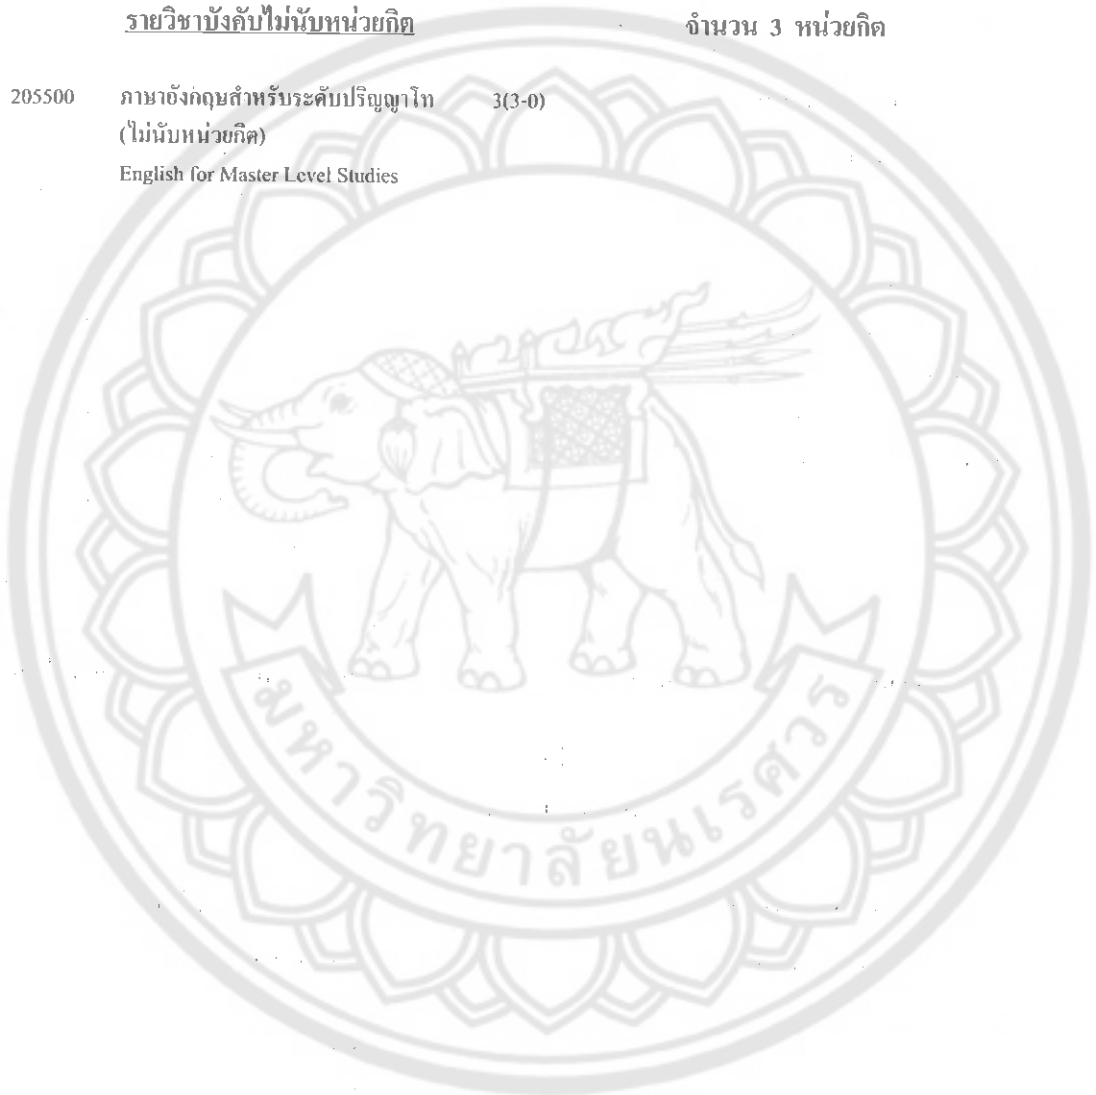 รายวิชาบังคับไม่นับหน่วยกิต จำนวน 3 หน่วยกิต
205500 ภาษาอังกฤษสำหรับระดับปริญญาโท 3(3-0)
(ไม่นับหน่วยกิต)
English for Master Level Studies
มหาวิทยาลัยนเรศวร